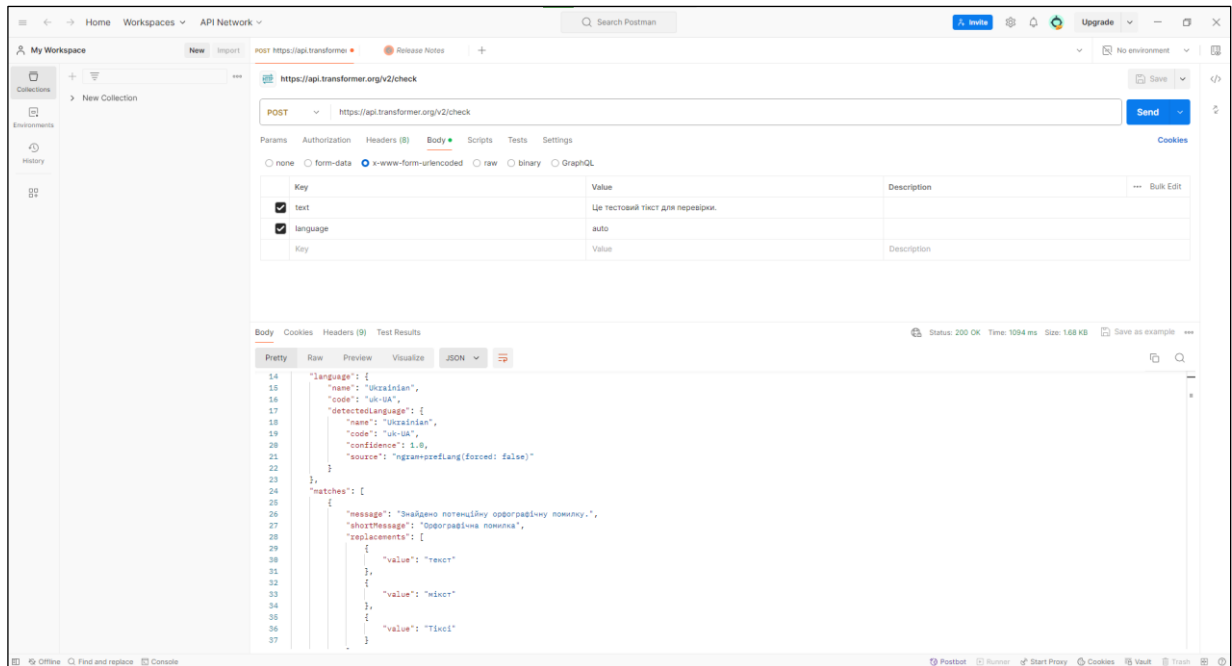 Home Workspaces API Network Search Postman Invite Upgrade
My Workspace New Import POST https://api.transformer Release Notes No environment
Collections
Environments
History
New Collection
https://api.transformer.org/v2/check Save
POST https://api.transformer.org/v2/check Send
Params Authorization Headers (8) Body Scripts Tests Settings Cookies
none form-data x-www-form-urlencoded raw binary GraphQL
Key Value Description Bulk Edit
text Це тестовий тікст для перевірки.
language auto
Key Value Description
Body Cookies Headers (9) Test Results Status: 200 OK Time: 1094 ms Size: 1.68 KB Save as example
Pretty Raw Preview Visualize JSON
14 "language": {
15 "name": "Ukrainian",
16 "code": "uk-UA",
17 "detectedLanguage": {
18 "name": "Ukrainian",
19 "code": "uk-UA",
20 "confidence": 1.0,
21 "source": "ngram+prefLang(forced: false)"
22 }
23 },
24 "matches": [
25 {
26 "message": "Знайдено потенційну орфографічну помилку.",
27 "shortMessage": "Орфографічна помилка",
28 "replacements": [
29 {
30 "value": "текст"
31 },
32 {
33 "value": "мікст"
34 },
35 {
36 "value": "Тіксі"
37 }
Offline Find and replace Console Postbot Runner Start Proxy Cookies Vault Trash